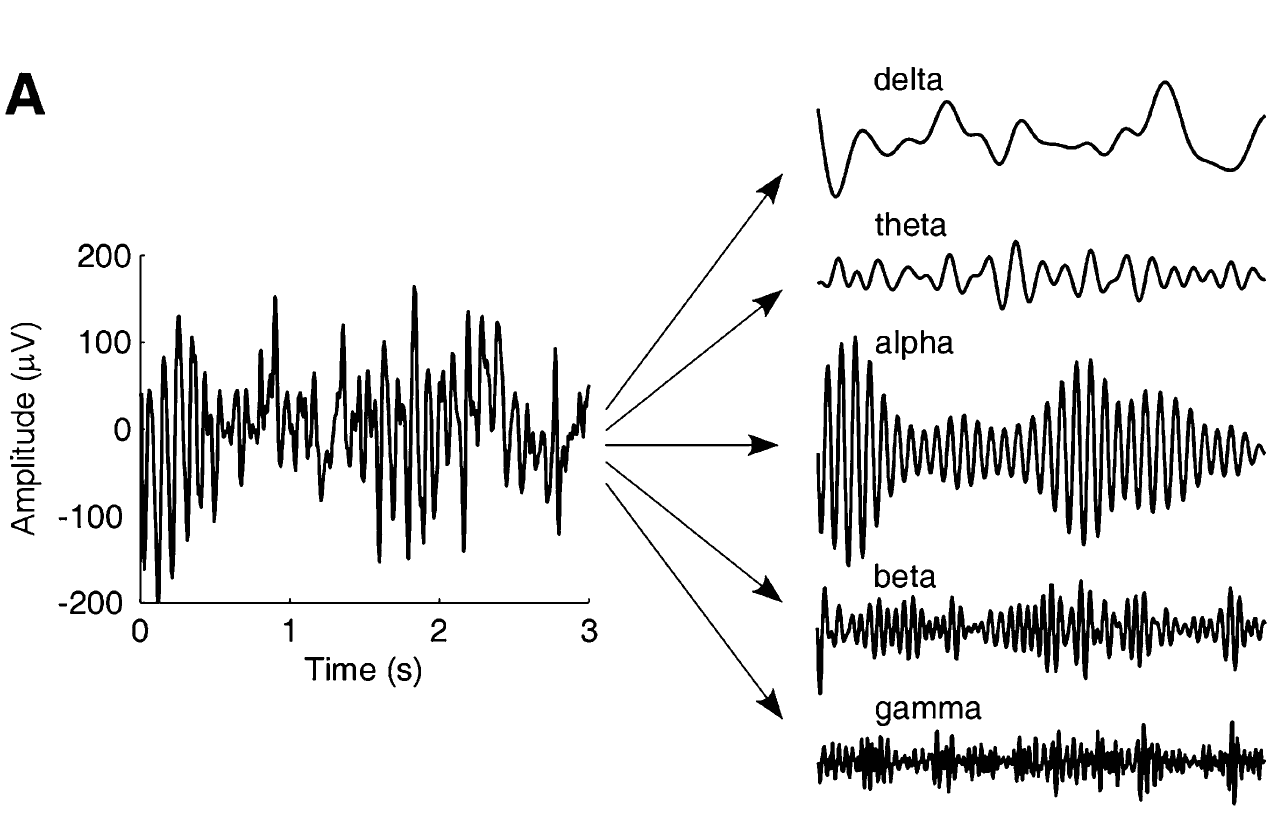 A
delta
theta
alpha
beta
gamma
200
100
0
-100
-200
Amplitude (μV)
0 1 2 3
Time (s)